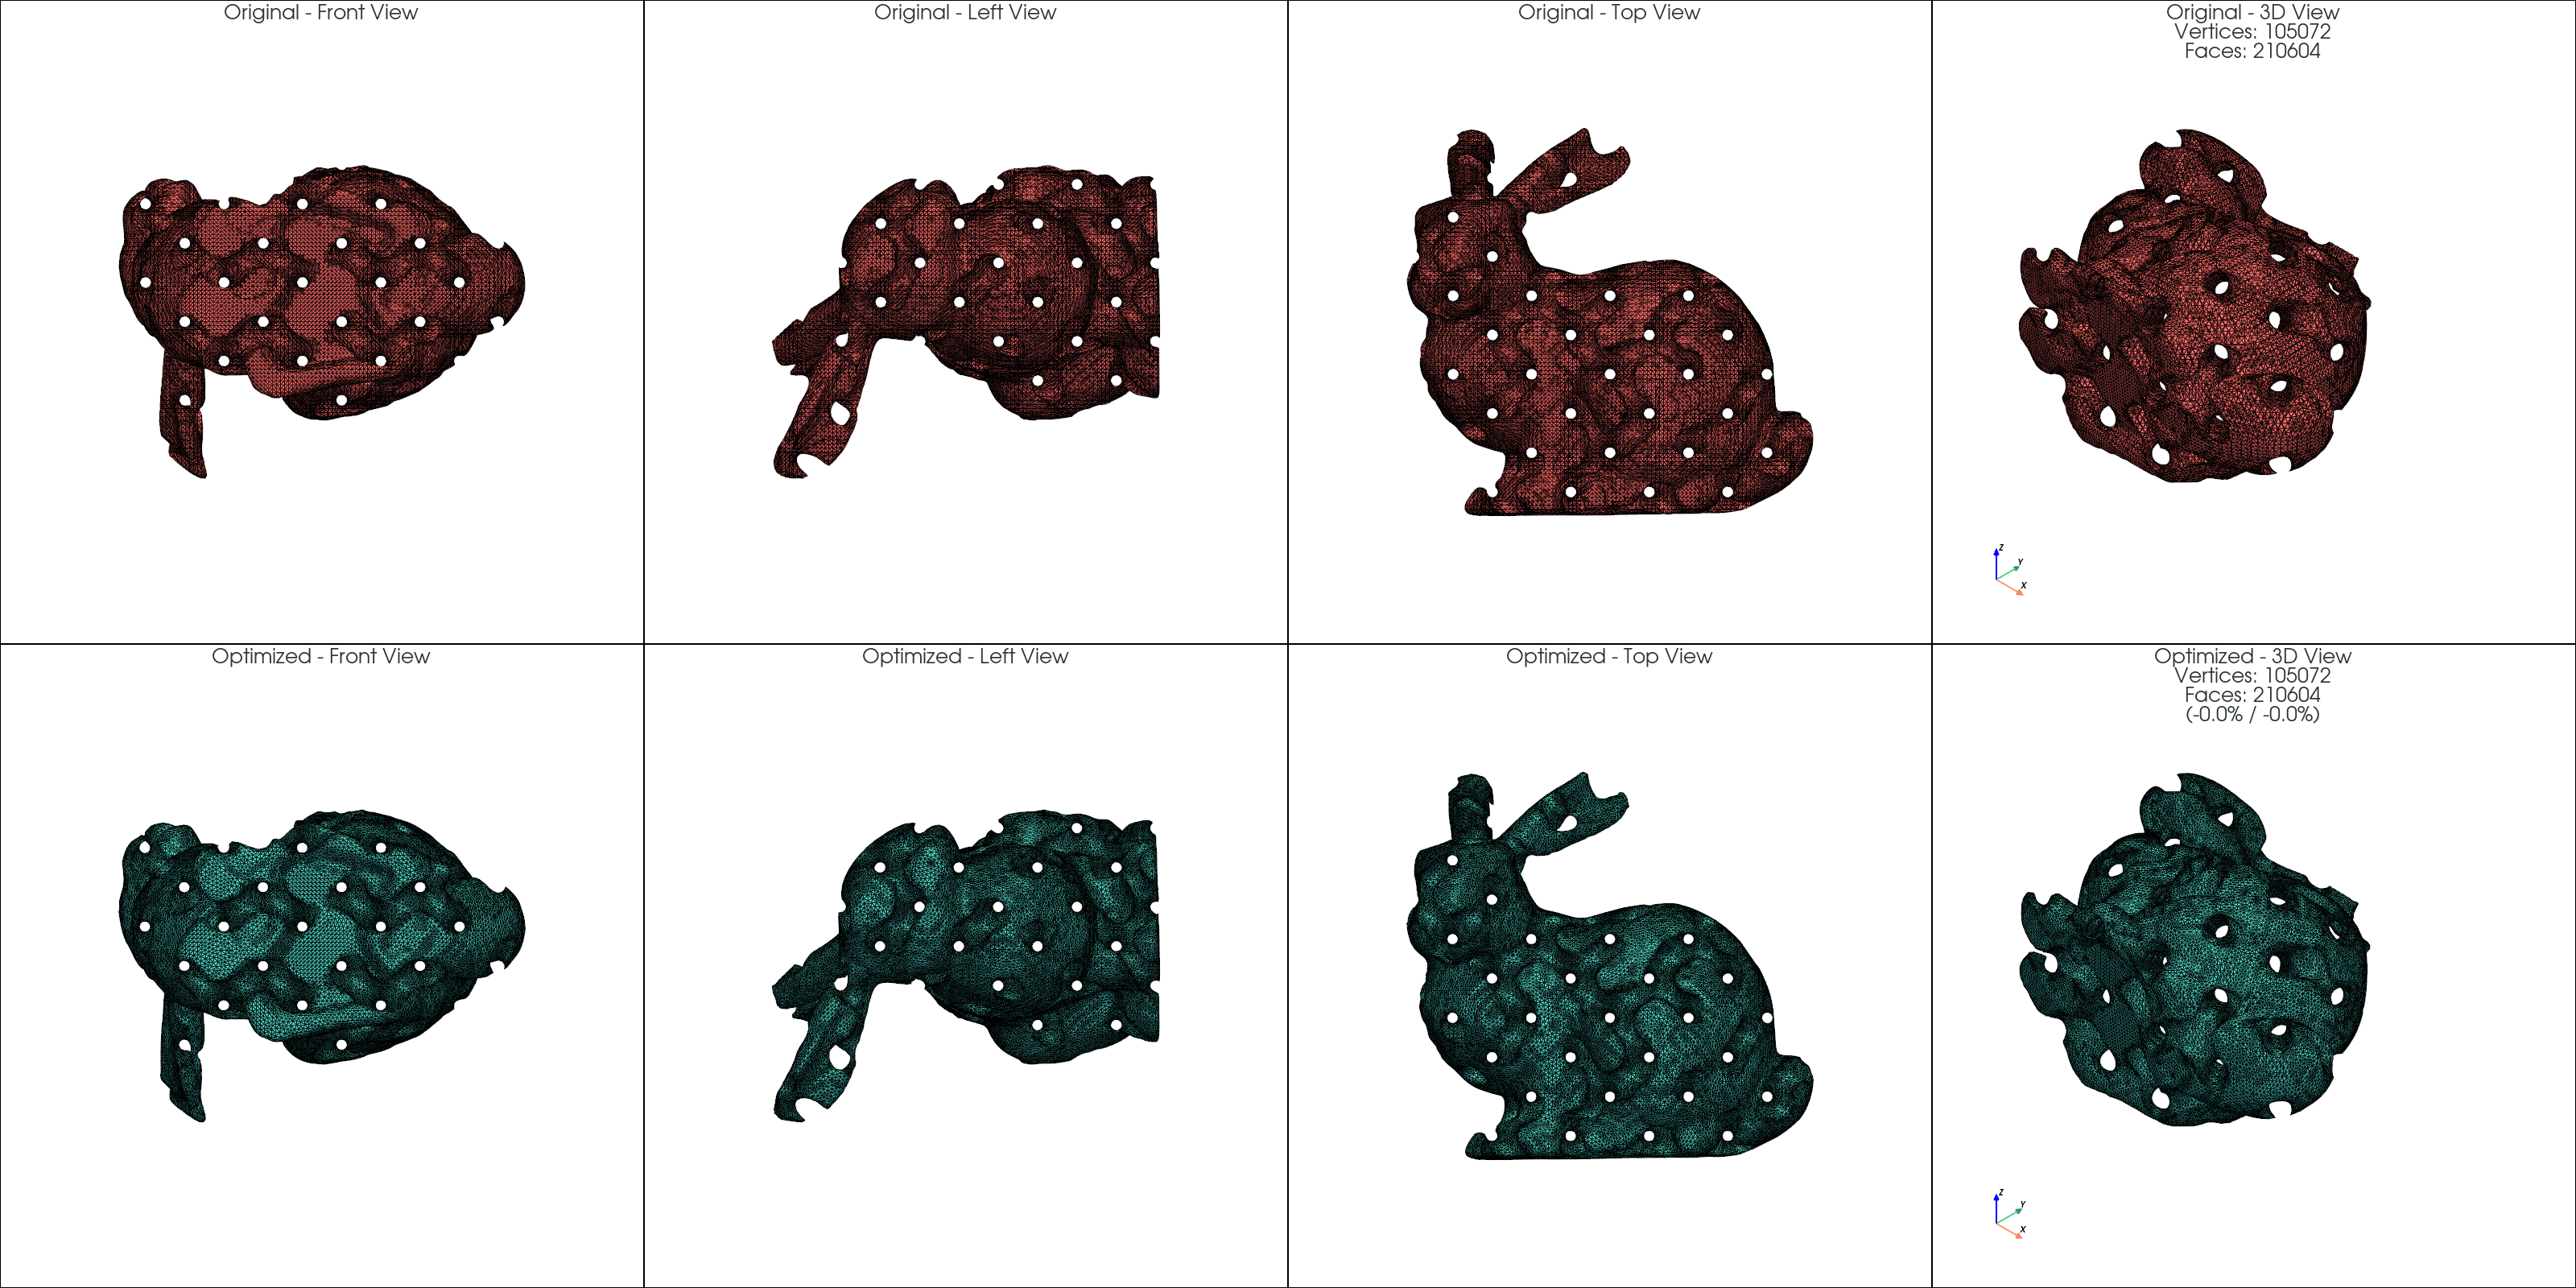 Original - Front View
Original - Left View
Original - Top View
Original - 3D View
Vertices: 105072
Faces: 210604
Z
Y
X
Optimized - Front View
Optimized - Left View
Optimized - Top View
Optimized - 3D View
Vertices: 105072
Faces: 210604
(-0.0% / -0.0%)
Z
Y
X